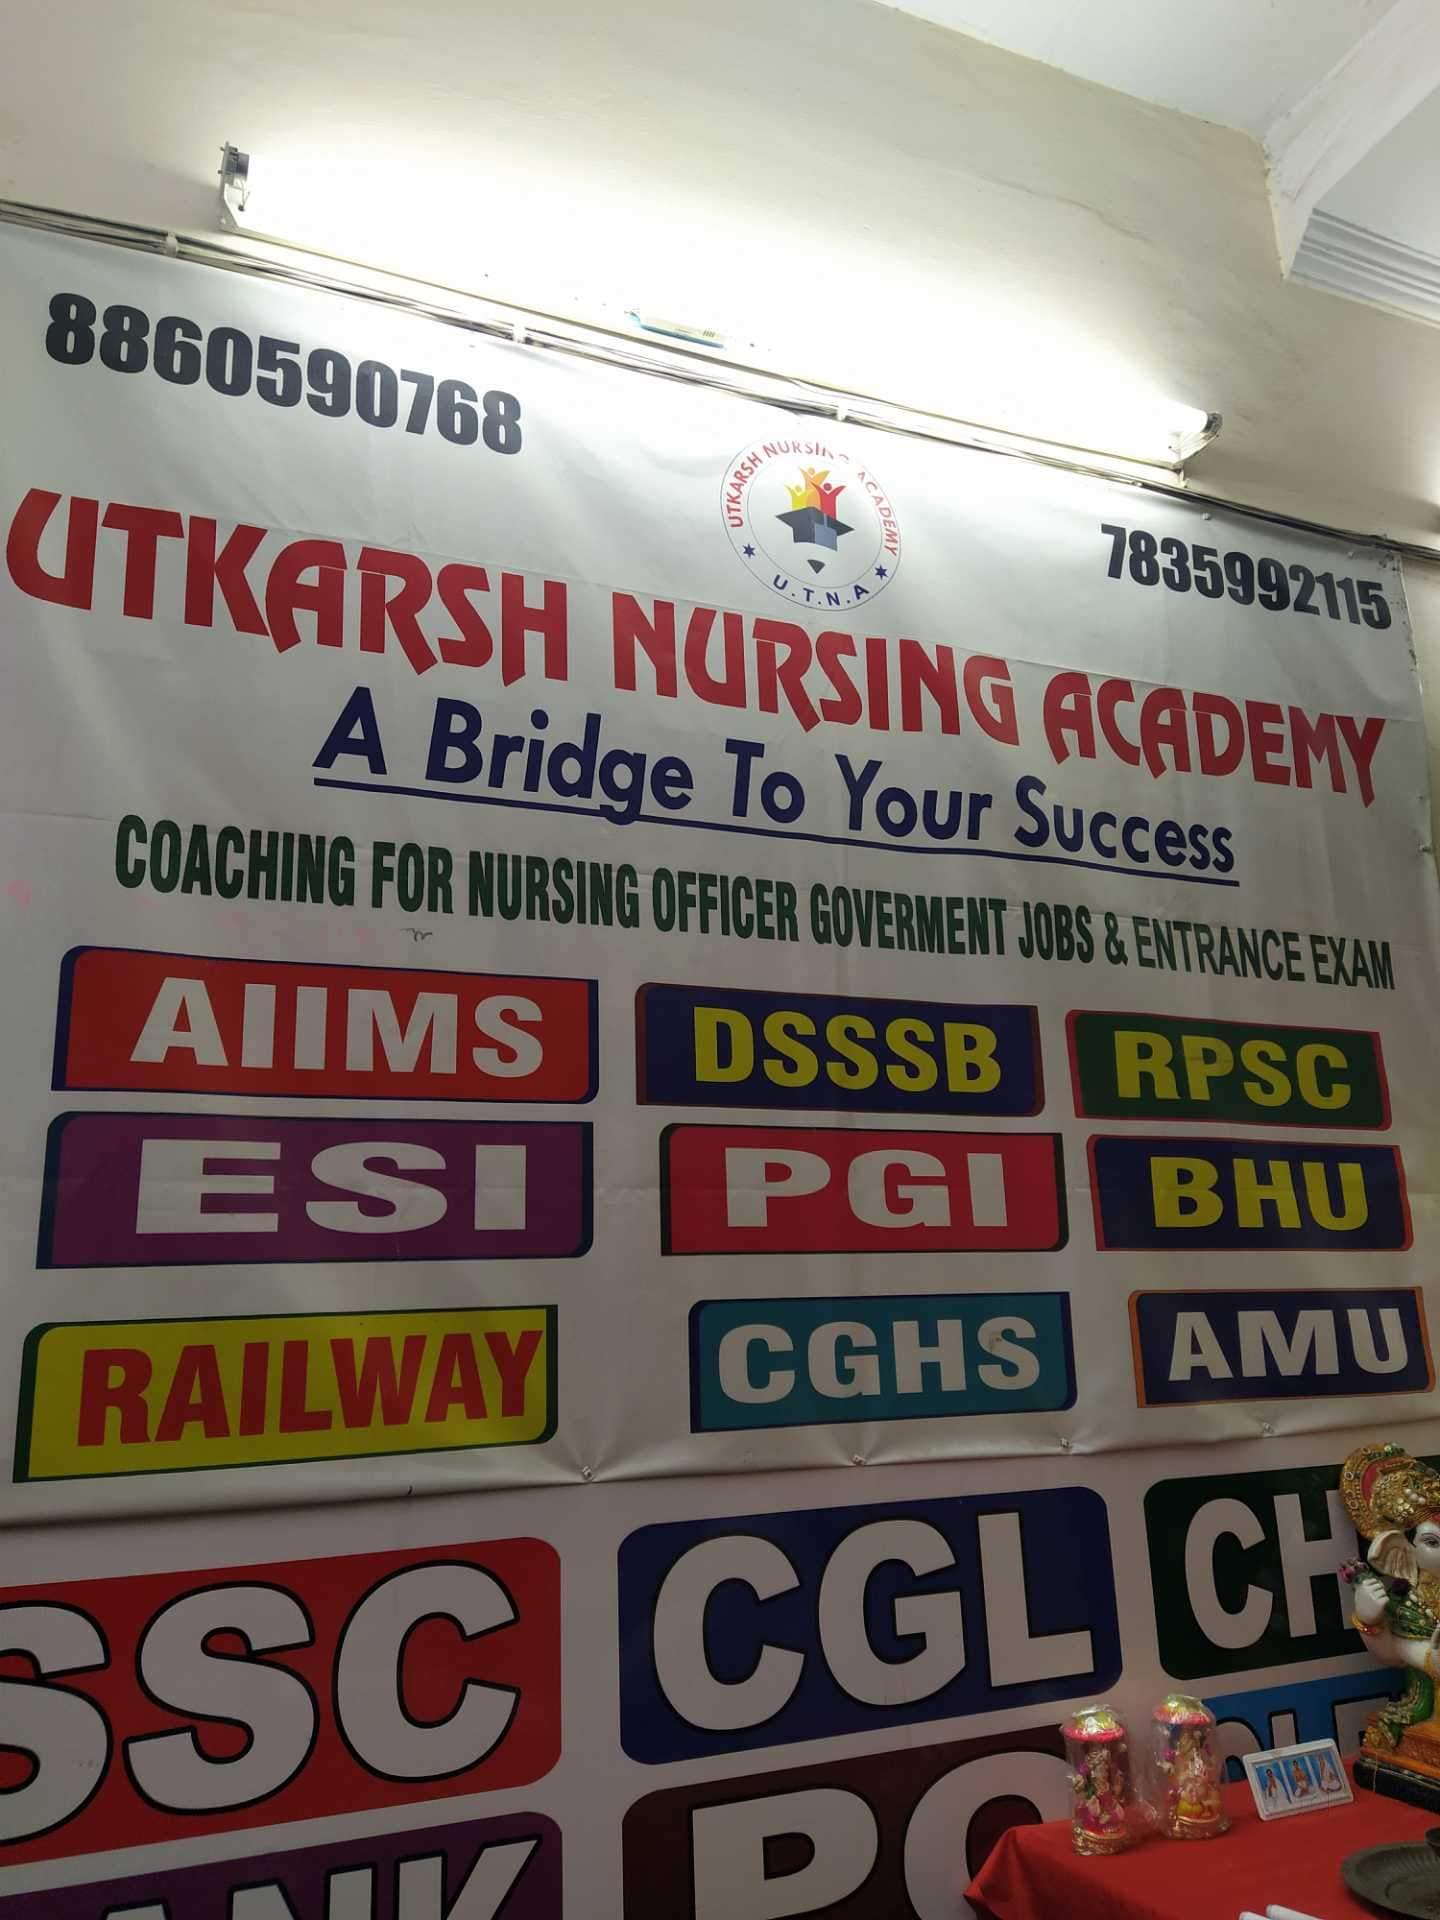 8860590768
UTKARSH NURSING ACADEMY
U.T.N.A
7835992115
UTKARSH NURSING ACADEMY
A Bridge To Your Success
COACHING FOR NURSING OFFICER GOVERMENT JOBS & ENTRANCE EXAM
AIIMS DSSSB RPSC
ESI PGI BHU
RAILWAY CGHS AMU
SSC CGL CH